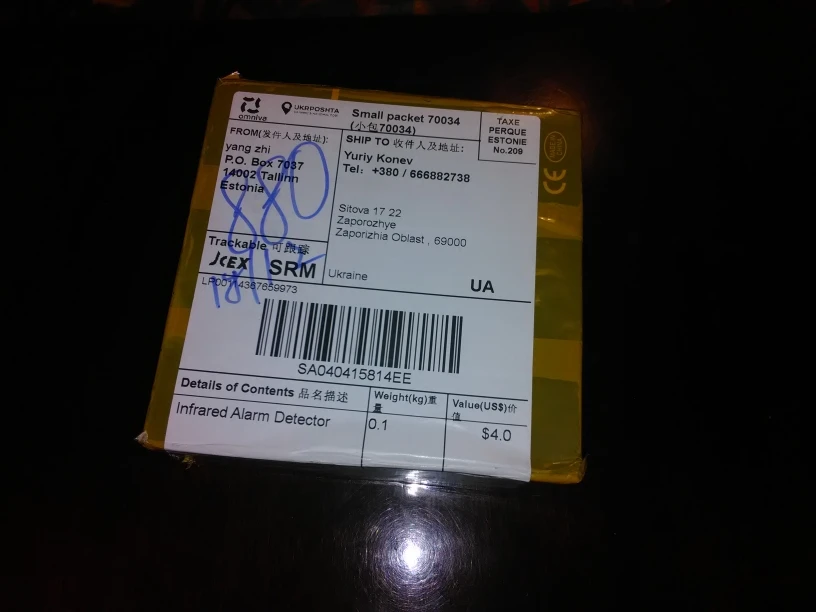 omniva
UKRPOSHTA
Small packet 70034
(小包70034)
TAXE
PERQUE
ESTONIE
No.209
FROM(发件人及地址):
yang zhi
P.O. Box 7037
14002 Tallinn
Estonia
880
SHIP TO 收件人及地址:
Yuriy Konev
Tel: +380 / 666882738
Sitova 17 22
Zaporozhye
Zaporizhia Oblast , 69000
Ukraine
UA
Trackable 可跟踪
JCEX SRM
LP00114367659973
SA040415814EE
Details of Contents 品名描述
Weight(kg)重
量
Value(US$)价
值
Infrared Alarm Detector
0.1
$4.0
CE